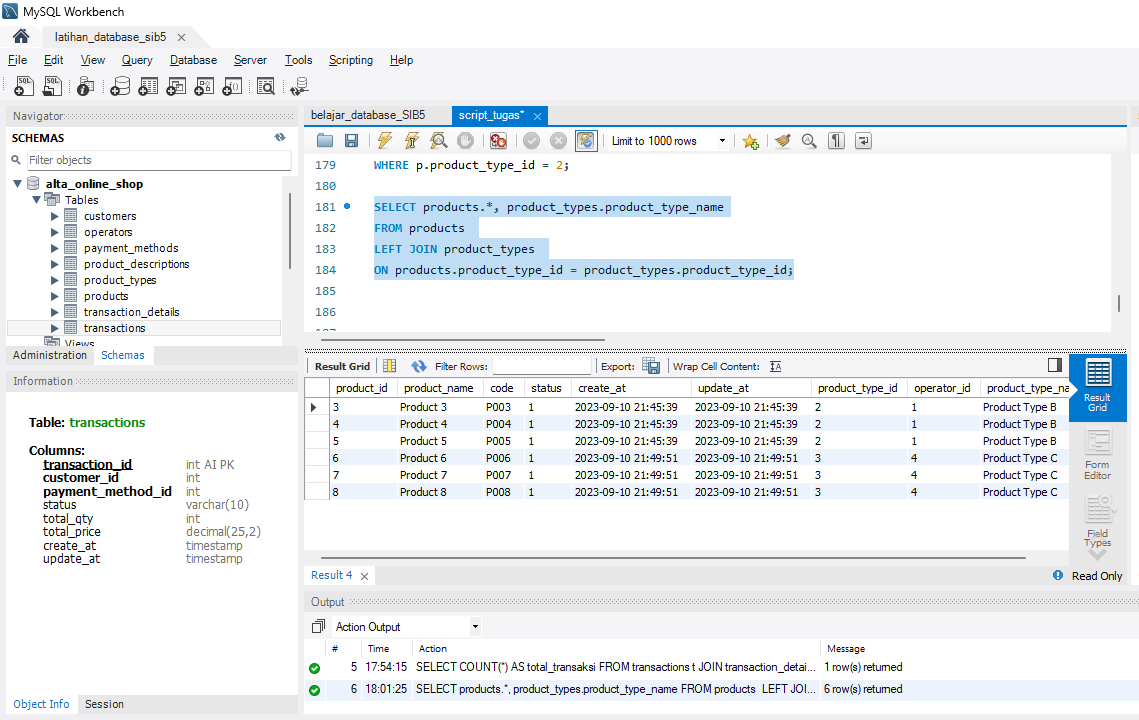 MySQL Workbench
latihan_database_sib5
File Edit View Query Database Server Tools Scripting Help
Navigator
SCHEMAS
Filter objects
alta_online_shop
Tables
customers
operators
payment_methods
product_descriptions
product_types
products
transaction_details
transactions
Views
Administration Schemas
Information
Table: transactions
Columns:
transaction_id int AI PK
customer_id int
payment_method_id int
status varchar(10)
total_qty int
total_price decimal(25,2)
create_at timestamp
update_at timestamp
Object Info Session
belajar_database_SIB5 script_tugas*
Limit to 1000 rows
179 WHERE p.product_type_id = 2;
180
181 SELECT products.*, product_types.product_type_name
182 FROM products
183 LEFT JOIN product_types
184 ON products.product_type_id = product_types.product_type_id;
185
186
187
Result Grid Filter Rows: Export: Wrap Cell Content:
product_id product_name code status create_at update_at product_type_id operator_id product_type_na
3 Product 3 P003 1 2023-09-10 21:45:39 2023-09-10 21:45:39 2 1 Product Type B
4 Product 4 P004 1 2023-09-10 21:45:39 2023-09-10 21:45:39 2 1 Product Type B
5 Product 5 P005 1 2023-09-10 21:45:39 2023-09-10 21:45:39 2 1 Product Type B
6 Product 6 P006 1 2023-09-10 21:49:51 2023-09-10 21:49:51 3 4 Product Type C
7 Product 7 P007 1 2023-09-10 21:49:51 2023-09-10 21:49:51 3 4 Product Type C
8 Product 8 P008 1 2023-09-10 21:49:51 2023-09-10 21:49:51 3 4 Product Type C
Result
Grid
Form
Editor
Field
Types
Result 4 Read Only
Output
Action Output
# Time Action Message
5 17:54:15 SELECT COUNT(*) AS total_transaksi FROM transactions t JOIN transaction_detai... 1 row(s) returned
6 18:01:25 SELECT products.*, product_types.product_type_name FROM products LEFT JOI... 6 row(s) returned